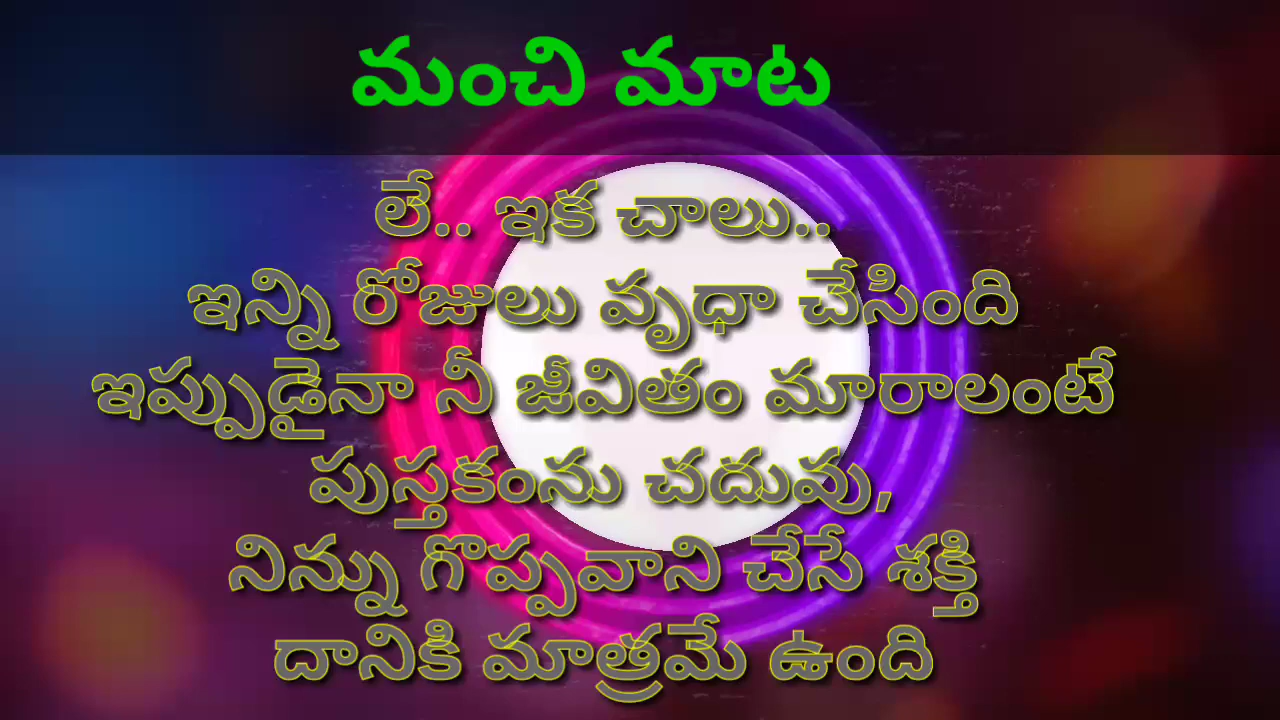 మంచి మాట
లే.. ఇక చాలు..
ఇన్ని రోజులు వృధా చేసింది
ఇప్పుడైనా నీ జీవితం మారాలంటే
పుస్తకంను చదువు,
నిన్ను గొప్పవాని చేసే శక్తి
దానికి మాత్రమే ఉంది